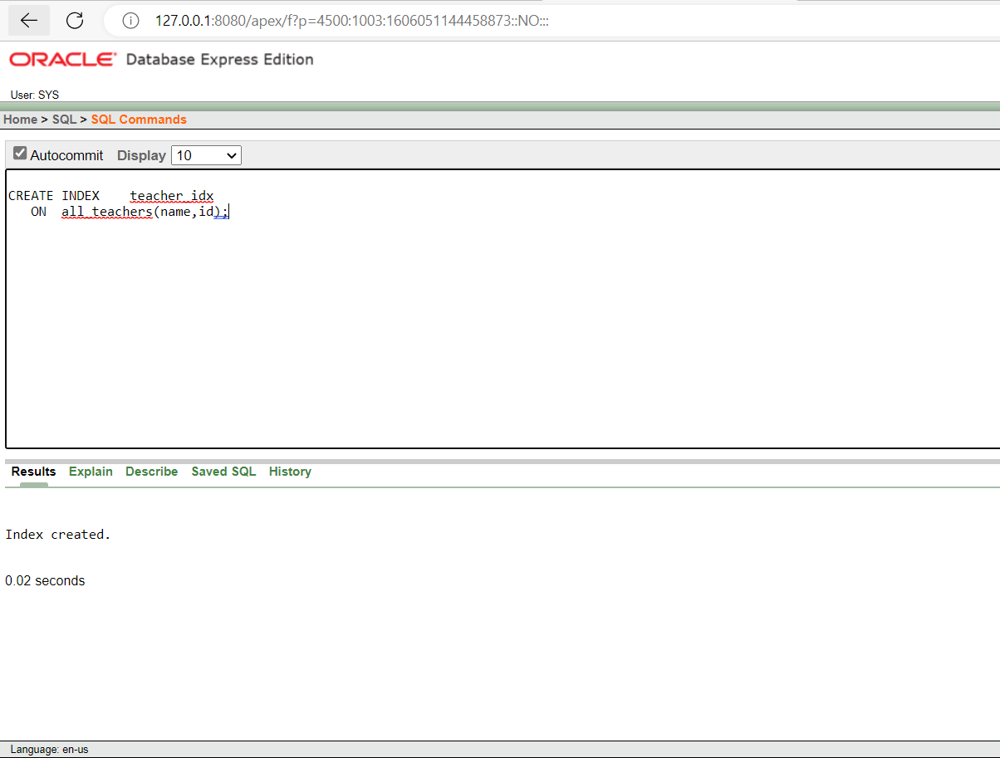 127.0.0.1:8080/apex/f?p=4500:1003:1606051144458873::NO:::
ORACLE Database Express Edition
User: SYS
Home > SQL > SQL Commands
Autocommit Display 10
CREATE INDEX    teacher_idx
   ON  all_teachers(name,id);
Results Explain Describe Saved SQL History
Index created.
0.02 seconds
Language: en-us